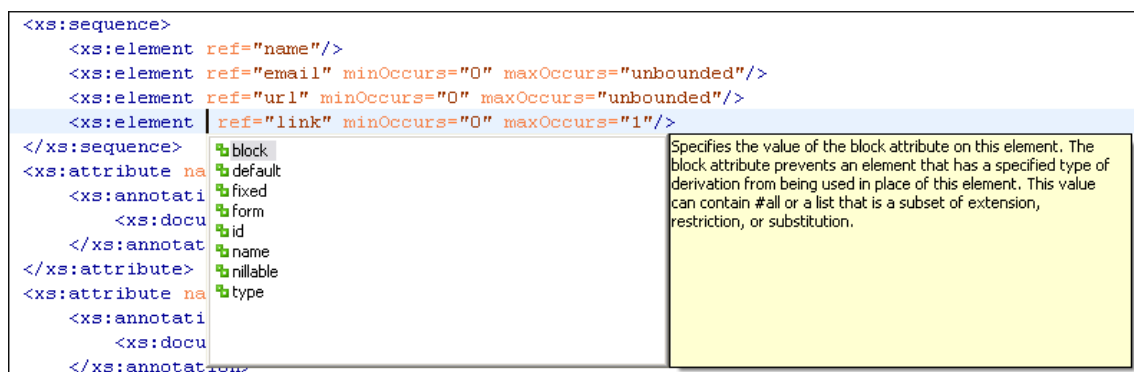 <xs:sequence>
<xs:element ref="name"/>
<xs:element ref="email" minOccurs="0" maxOccurs="unbounded"/>
<xs:element ref="url" minOccurs="0" maxOccurs="unbounded"/>
<xs:element ref="link" minOccurs="0" maxOccurs="1"/>
</xs:sequence>
<xs:attribute na
<xs:annotati
<xs:docu
</xs:annotat
</xs:attribute>
<xs:attribute na
<xs:annotati
<xs:docu
</xs:annotation>
block
default
fixed
form
id
name
nillable
type
Specifies the value of the block attribute on this element. The
block attribute prevents an element that has a specified type of
derivation from being used in place of this element. This value
can contain #all or a list that is a subset of extension,
restriction, or substitution.